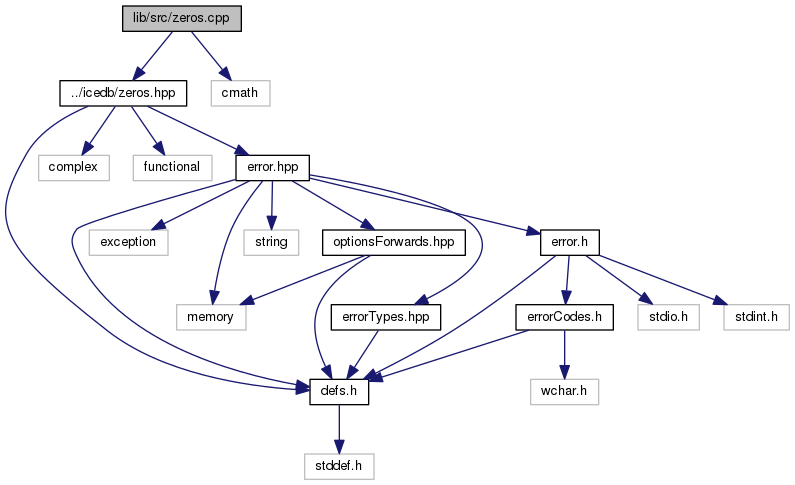 lib/src/zeros.cpp
../icedb/zeros.hpp
cmath
complex
functional
error.hpp
exception
string
optionsForwards.hpp
error.h
memory
errorTypes.hpp
errorCodes.h
stdio.h
stdint.h
defs.h
wchar.h
stddef.h